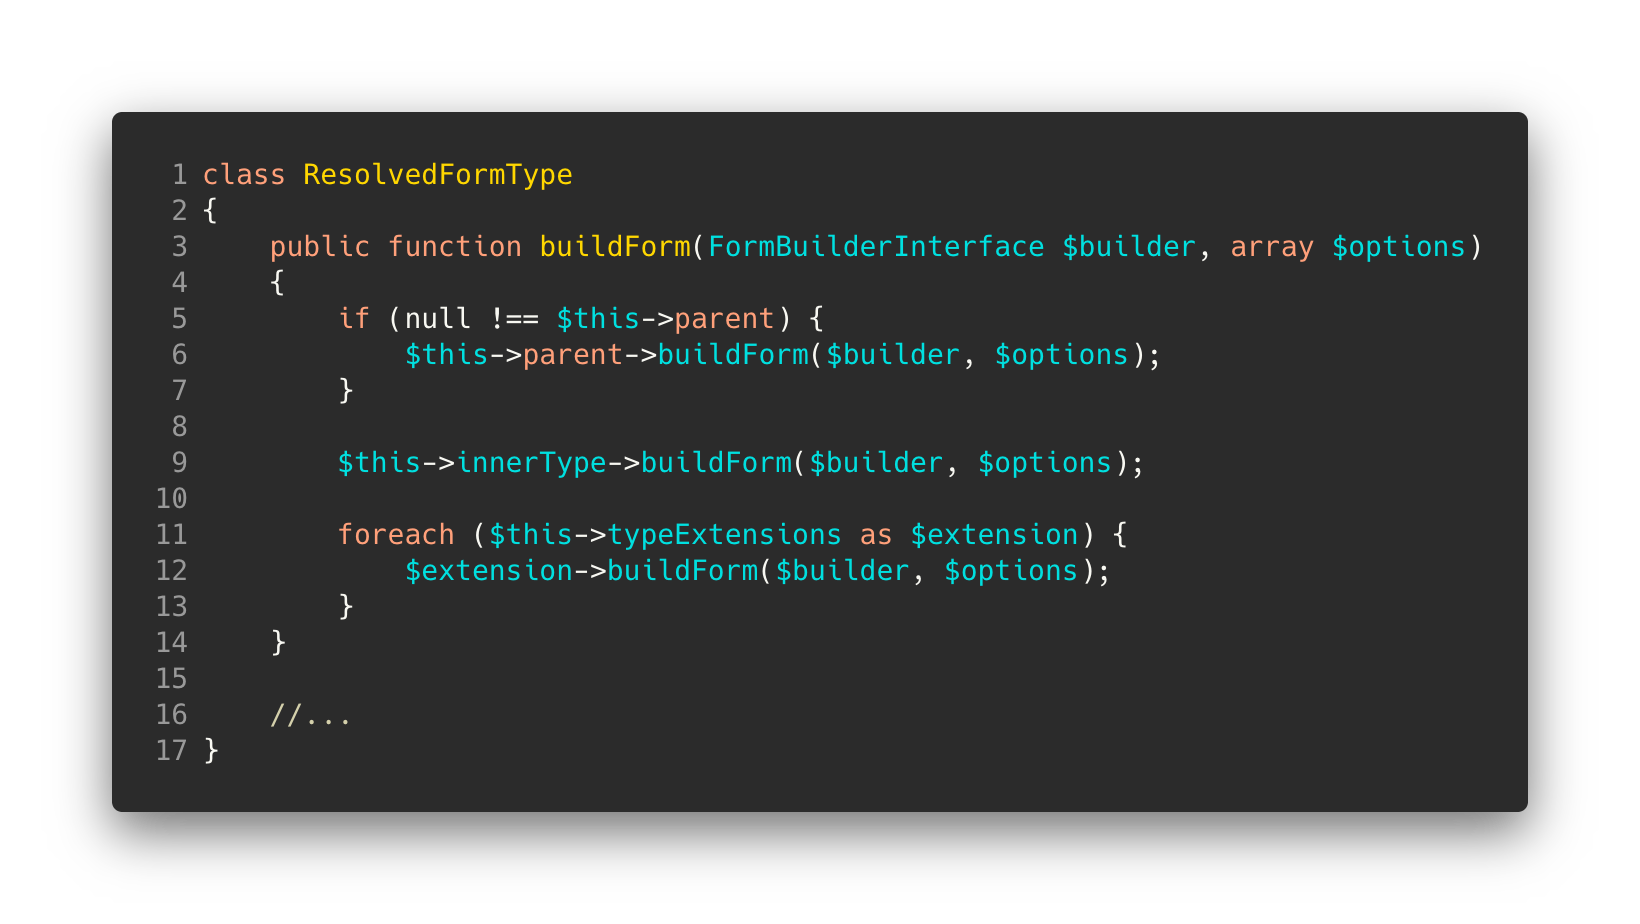 1 class ResolvedFormType
2 {
3     public function buildForm(FormBuilderInterface $builder, array $options)
4     {
5         if (null !== $this->parent) {
6             $this->parent->buildForm($builder, $options);
7         }
8
9         $this->innerType->buildForm($builder, $options);
10
11         foreach ($this->typeExtensions as $extension) {
12             $extension->buildForm($builder, $options);
13         }
14     }
15
16     //...
17 }